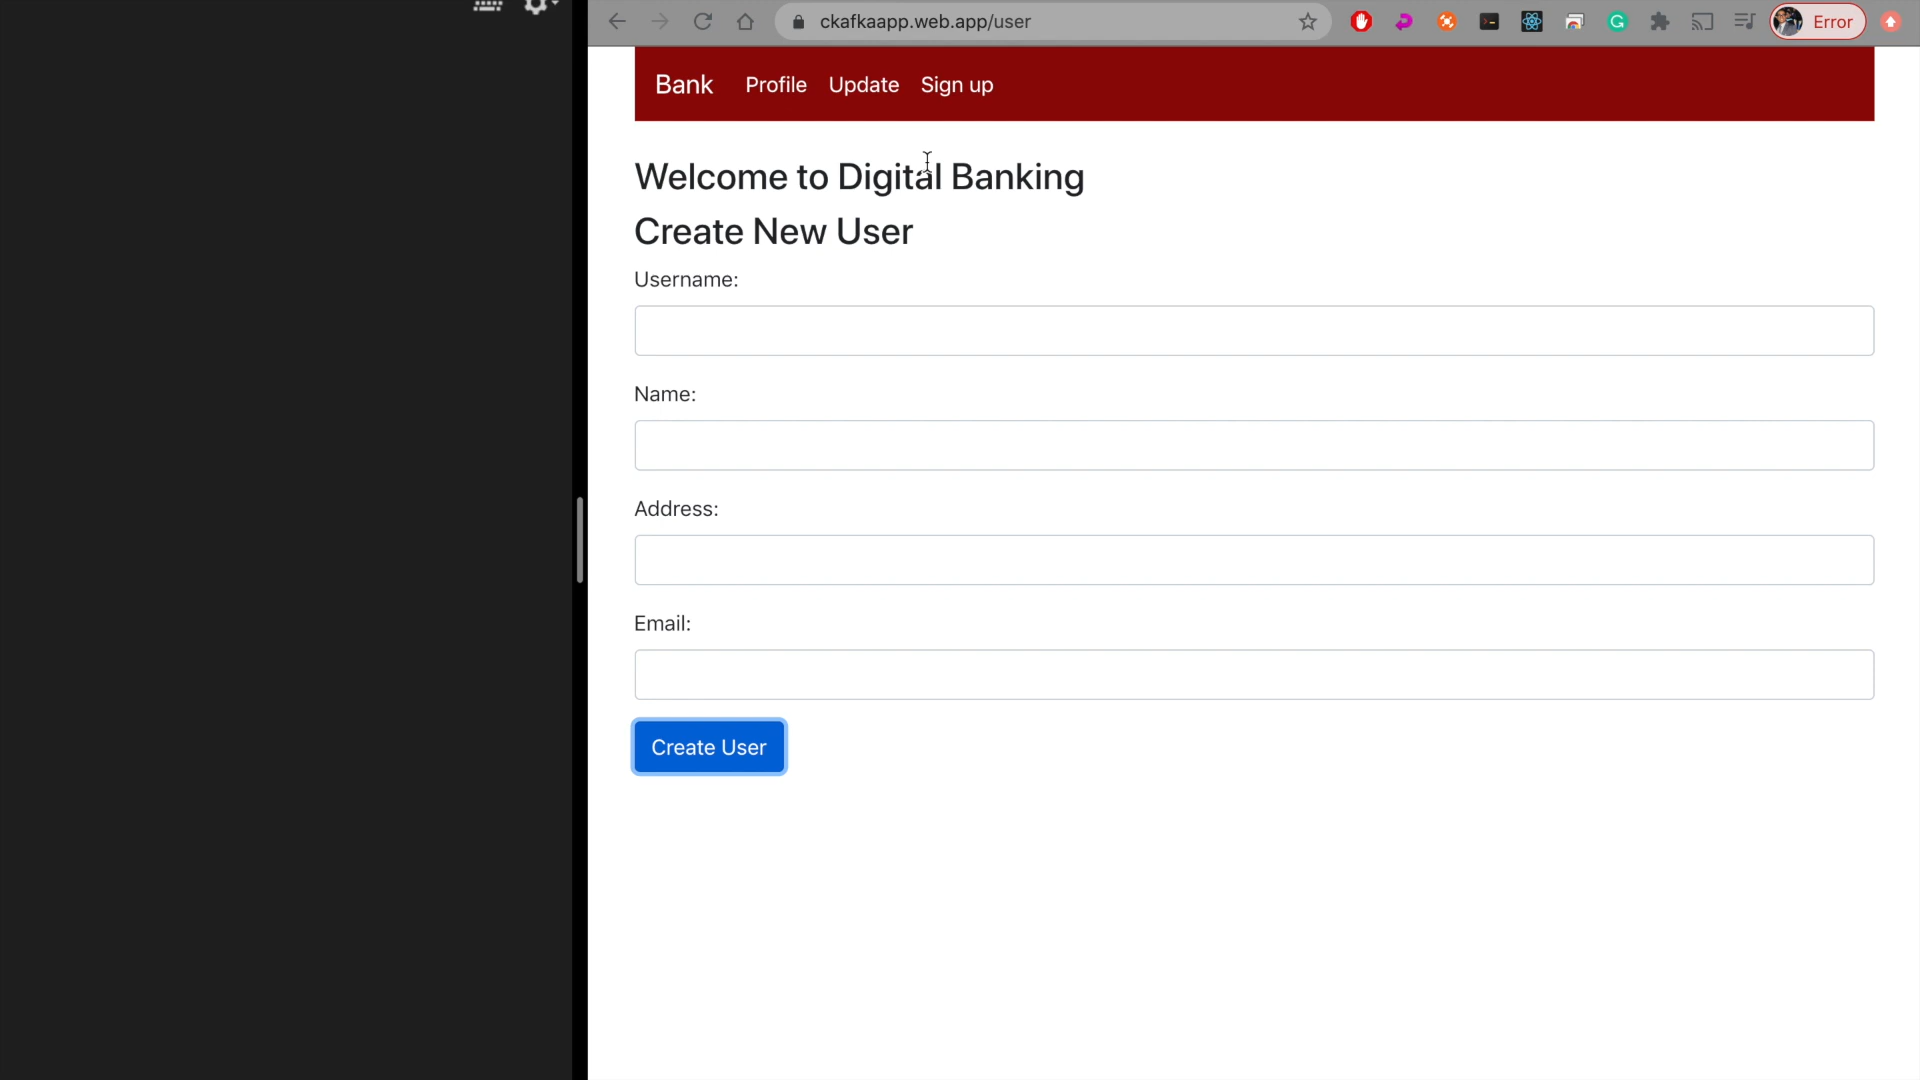 ckafkaapp.web.app/user
Error
Bank Profile Update Sign up
Welcome to Digital Banking
Create New User
Username:
Name:
Address:
Email:
Create User